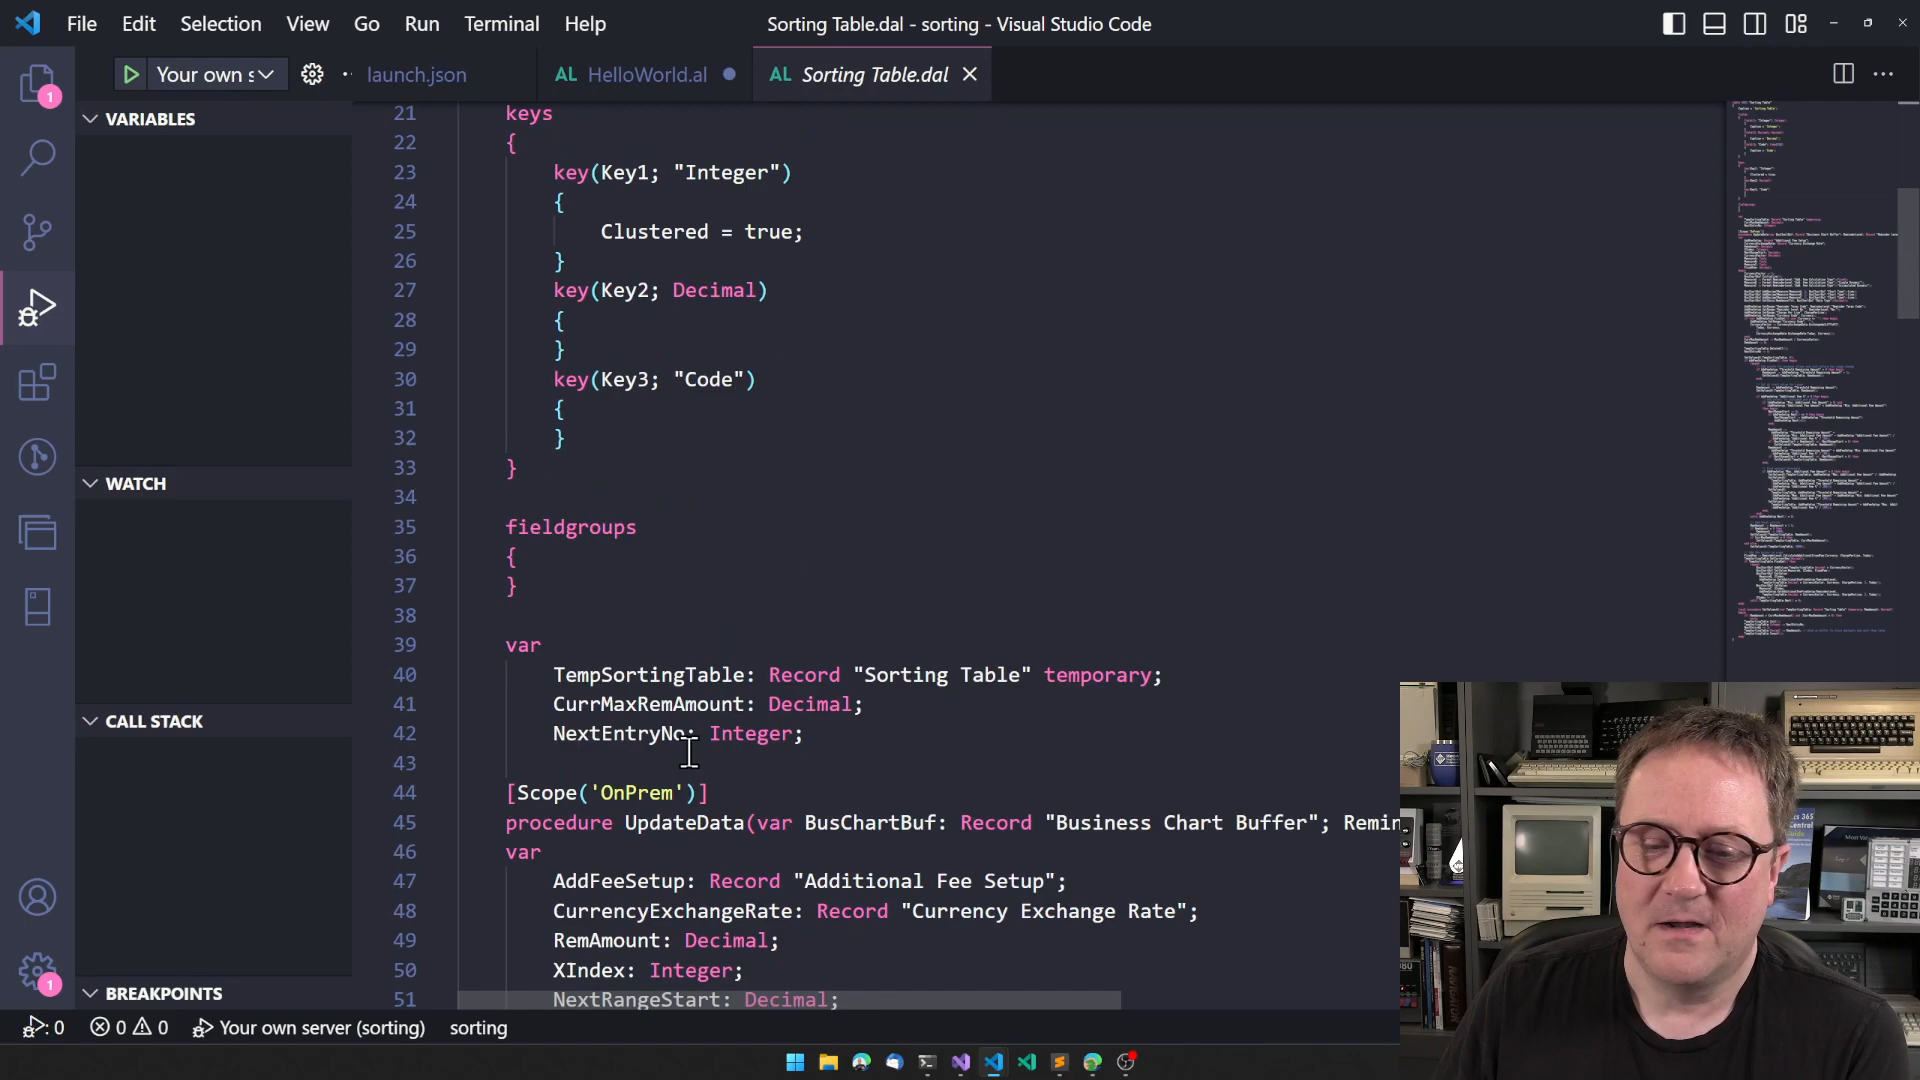 File Edit Selection View Go Run Terminal Help
Sorting Table.dal - sorting - Visual Studio Code
Your own s
launch.json
AL HelloWorld.al
AL Sorting Table.dal
1
VARIABLES
WATCH
CALL STACK
BREAKPOINTS
21 keys
22 {
23 key(Key1; "Integer")
24 {
25 Clustered = true;
26 }
27 key(Key2; Decimal)
28 {
29 }
30 key(Key3; "Code")
31 {
32 }
33 }
34
35 fieldgroups
36 {
37 }
38
39 var
40 TempSortingTable: Record "Sorting Table" temporary;
41 CurrMaxRemAmount: Decimal;
42 NextEntryNo: Integer;
43
44 [Scope('OnPrem')]
45 procedure UpdateData(var BusChartBuf: Record "Business Chart Buffer"; Remin
46 var
47 AddFeeSetup: Record "Additional Fee Setup";
48 CurrencyExchangeRate: Record "Currency Exchange Rate";
49 RemAmount: Decimal;
50 XIndex: Integer;
51 NextRangeStart: Decimal;
1
0 0 0 Your own server (sorting) sorting